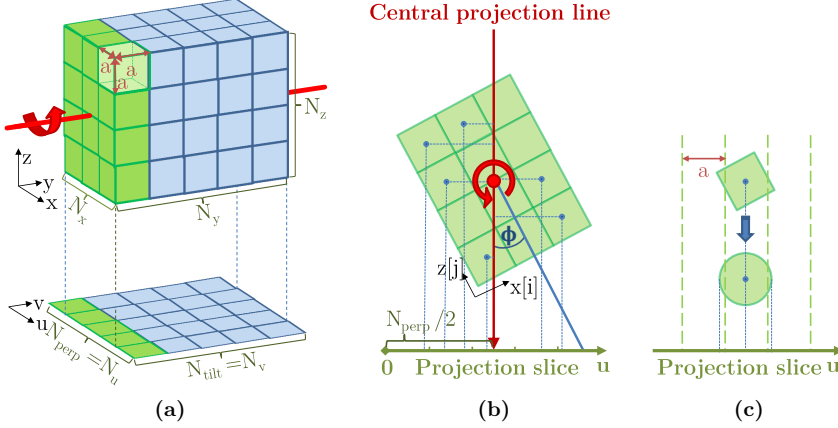 a
a
a
N_z
z
y
x
N_x
N_y
v
u
N_perp = N_u
N_tilt = N_v
(a)
Central projection line
ϕ
z[j]
x[i]
N_perp/2
0
Projection slice
u
(b)
a
Projection slice
u
(c)